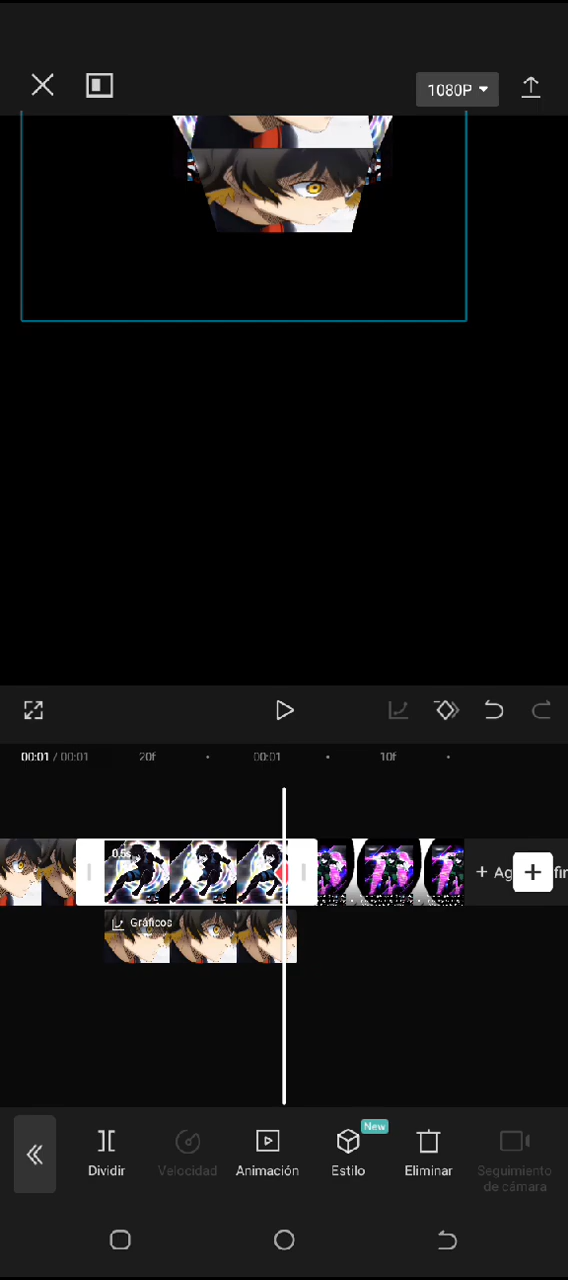 1080P
00:01 / 00:01
20f
00:01
10f
0.5s
+ Ag
fin
Gráficos
New
Dividir
Velocidad
Animación
Estilo
Eliminar
Seguimiento
de cámara